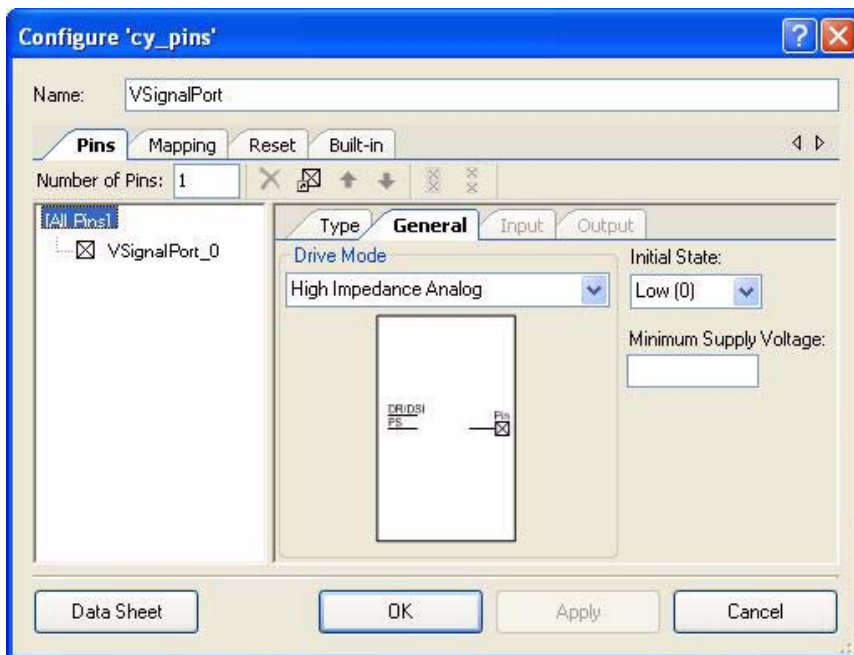 Configure 'cy_pins'
Name: VSignalPort
Pins Mapping Reset Built-in
Number of Pins: 1
[All Pins]
VSignalPort_0
Type General Input Output
Drive Mode
High Impedance Analog
Initial State:
Low (0)
Minimum Supply Voltage:
DR/DSI
PS
Pin
Data Sheet OK Apply Cancel